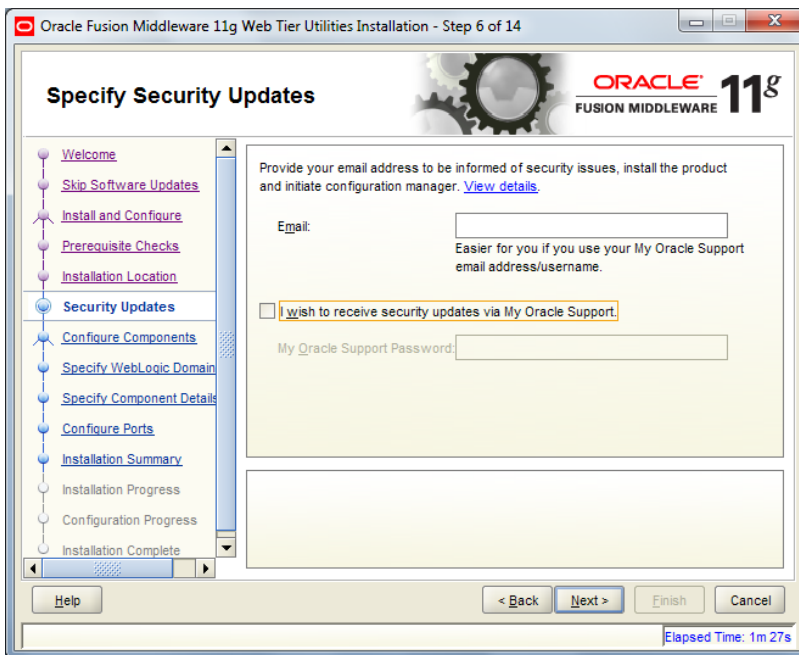 Oracle Fusion Middleware 11g Web Tier Utilities Installation - Step 6 of 14
Specify Security Updates
ORACLE
FUSION MIDDLEWARE
11g
Welcome
Skip Software Updates
Install and Configure
Prerequisite Checks
Installation Location
Security Updates
Configure Components
Specify WebLogic Domain
Specify Component Details
Configure Ports
Installation Summary
Installation Progress
Configuration Progress
Installation Complete
Provide your email address to be informed of security issues, install the product
and initiate configuration manager. View details.
Email:
Easier for you if you use your My Oracle Support
email address/username.
I wish to receive security updates via My Oracle Support.
My Oracle Support Password:
Help
< Back
Next >
Finish
Cancel
Elapsed Time: 1m 27s